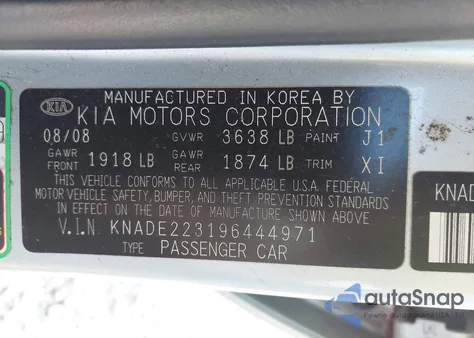 MANUFACTURED IN KOREA BY
KIA KIA MOTORS CORPORATION
08/08 GVWR 3638 LB PAINT J1
GAWR FRONT 1918 LB GAWR REAR 1874 LB TRIM XI
THIS VEHICLE CONFORMS TO ALL APPLICABLE U.S.A. FEDERAL
MOTOR VEHICLE SAFETY, BUMPER, AND THEFT PREVENTION STANDARDS
IN EFFECT ON THE DATE OF MANUFACTURE SHOWN ABOVE
V.I.N KNADE223196444971
TYPE PASSENGER CAR
KNAD
autoSnap